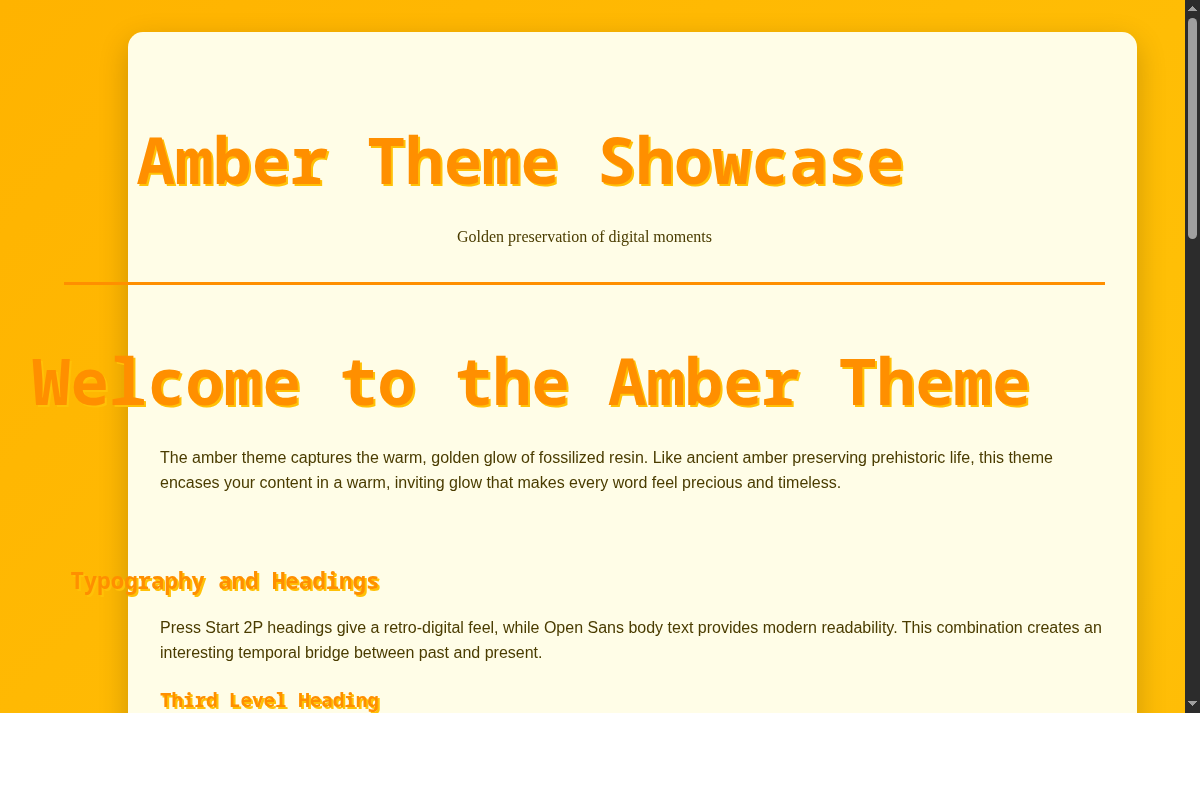 Amber Theme Showcase
Golden preservation of digital moments
Welcome to the Amber Theme
The amber theme captures the warm, golden glow of fossilized resin. Like ancient amber preserving prehistoric life, this theme
encases your content in a warm, inviting glow that makes every word feel precious and timeless.
Typography and Headings
Press Start 2P headings give a retro-digital feel, while Open Sans body text provides modern readability. This combination creates an
interesting temporal bridge between past and present.
Third Level Heading